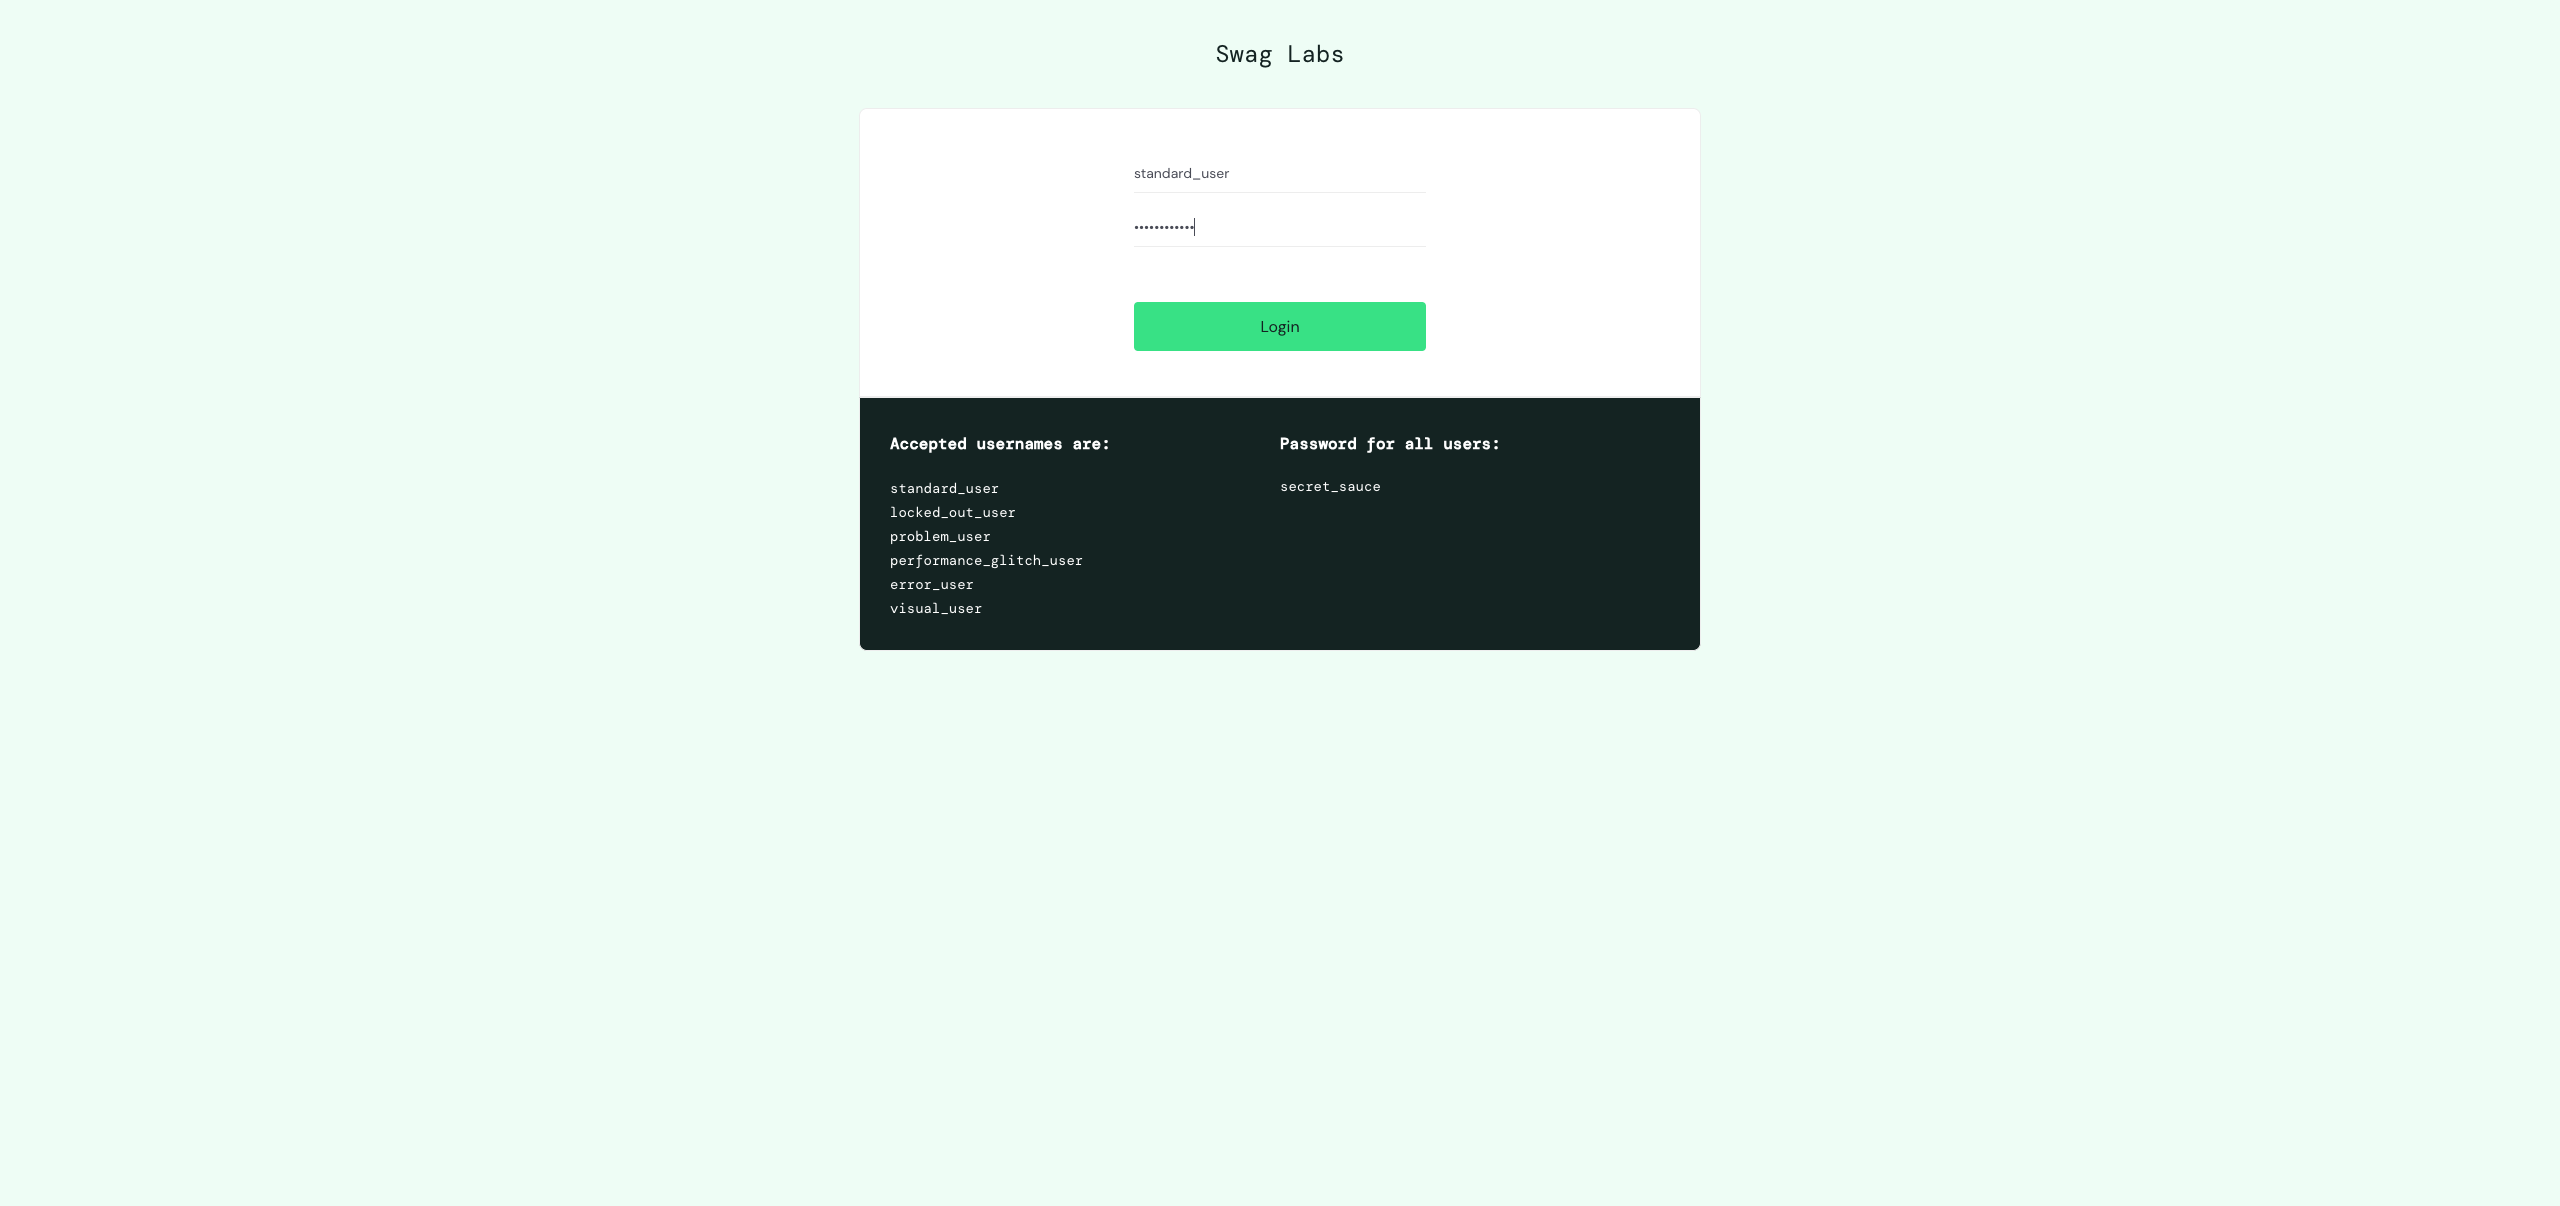 Swag Labs
standard_user
••••••••••••
Login
Accepted usernames are:
standard_user
locked_out_user
problem_user
performance_glitch_user
error_user
visual_user
Password for all users:
secret_sauce